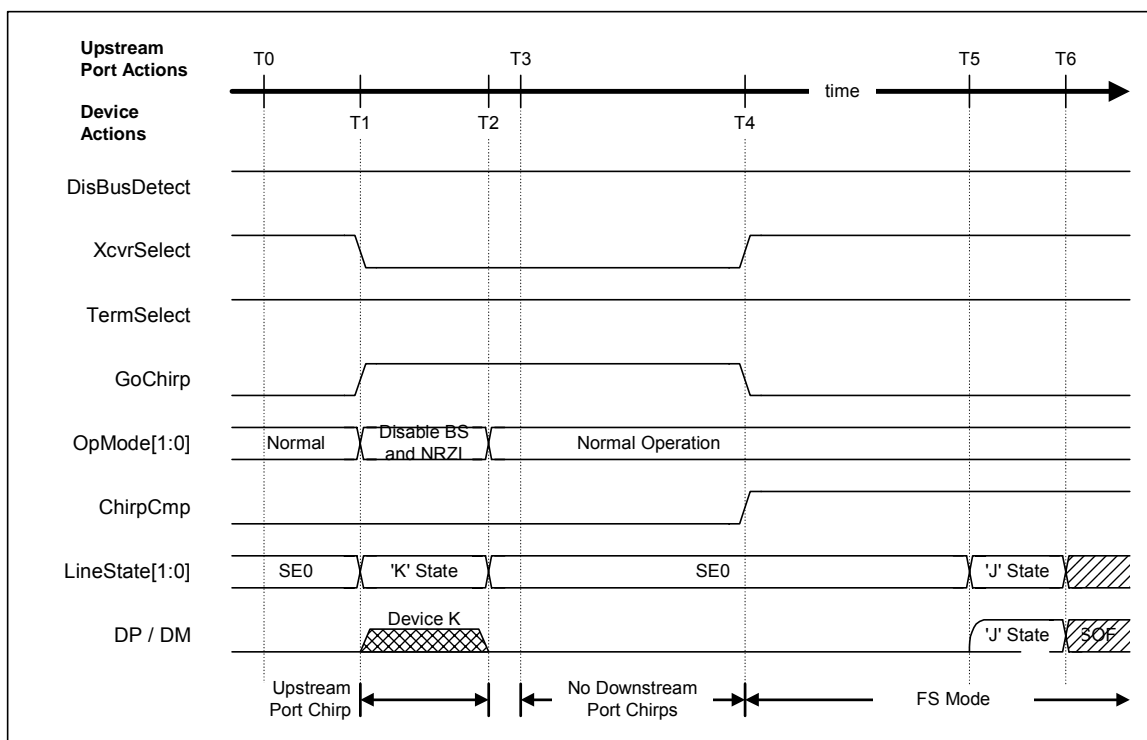 Upstream
Port Actions
T0
T3
T5
T6
time
Device
Actions
T1
T2
T4
DisBusDetect
XcvrSelect
TermSelect
GoChirp
OpMode[1:0]
Normal
Disable BS
and NRZI
Normal Operation
ChirpCmp
LineState[1:0]
SE0
'K' State
SE0
'J' State
DP / DM
Device K
'J' State
SOF
Upstream
Port Chirp
No Downstream
Port Chirps
FS Mode